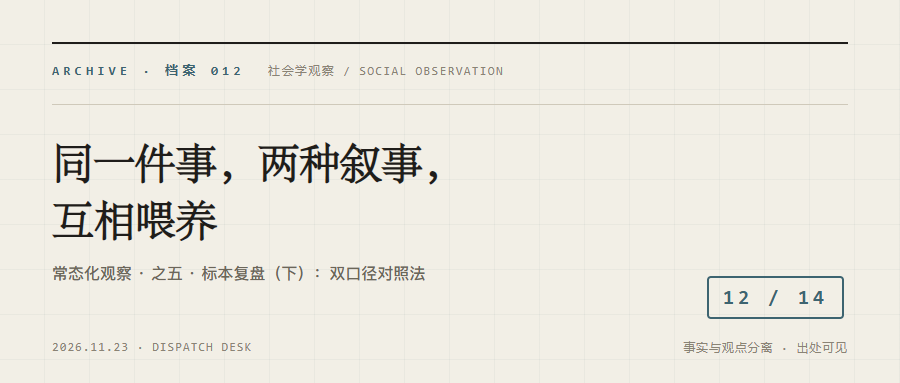 ARCHIVE · 档案 012 社会学观察 / SOCIAL OBSERVATION
同一件事，两种叙事，
互相喂养
常态化观察 · 之五 · 标本复盘（下）：双口径对照法
12 / 14
2026.11.23 · DISPATCH DESK 事实与观点分离 · 出处可见